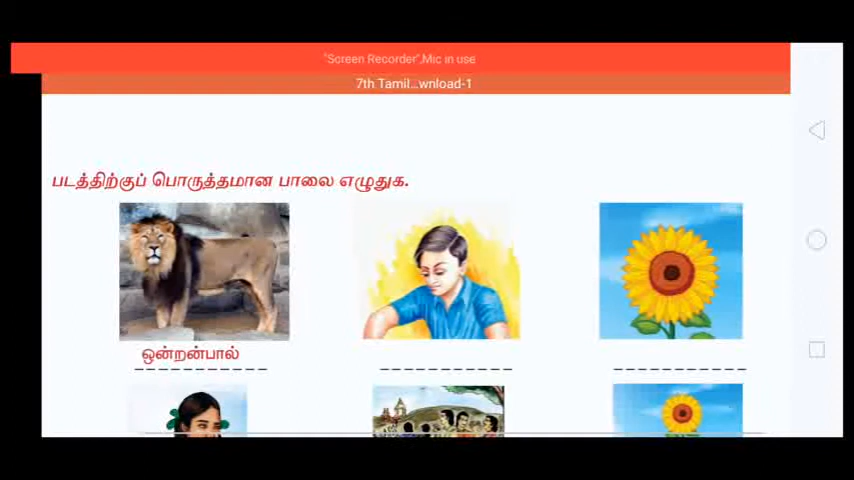 "Screen Recorder",Mic in use
7th Tamil...wnload-1
படத்திற்குப் பொருத்தமான பாலை எழுதுக.
ஒன்றன்பால்